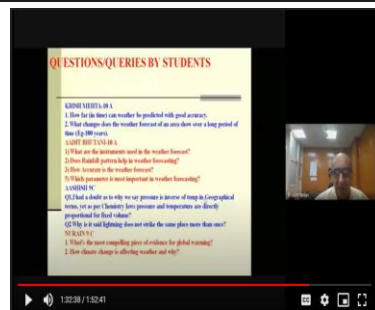 QUESTIONS/QUERIES BY STUDENTS
KRISH MEHTA-10 A
1. How far (in time) can weather be predicted with good accuracy.
2. What changes does the weather forecast of an area show over a long period of
time (Eg-100 years).
AADIT BHUTANI-10 A
1) What are the instruments used in the weather forecast?
2) Does Rainfall pattern help in weather forecasting?
3) How Accurate is the weather forecast?
5) Which parameter is most important in weather forecasting?
AASHISH 9C
Q1.I had a doubt as to why we say pressure is inverse of temp in Geographical
terms, yet as per Chemistry laws pressure and temperature are directly
proportional for fixed volume?
Q2 Why is it said lightning does not strike the same place more than once?
NURAIN 9 C
1. What's the most compelling piece of evidence for global warming?
2. How climate change is affecting weather and why?
1:32:38 / 1:52:41
CC